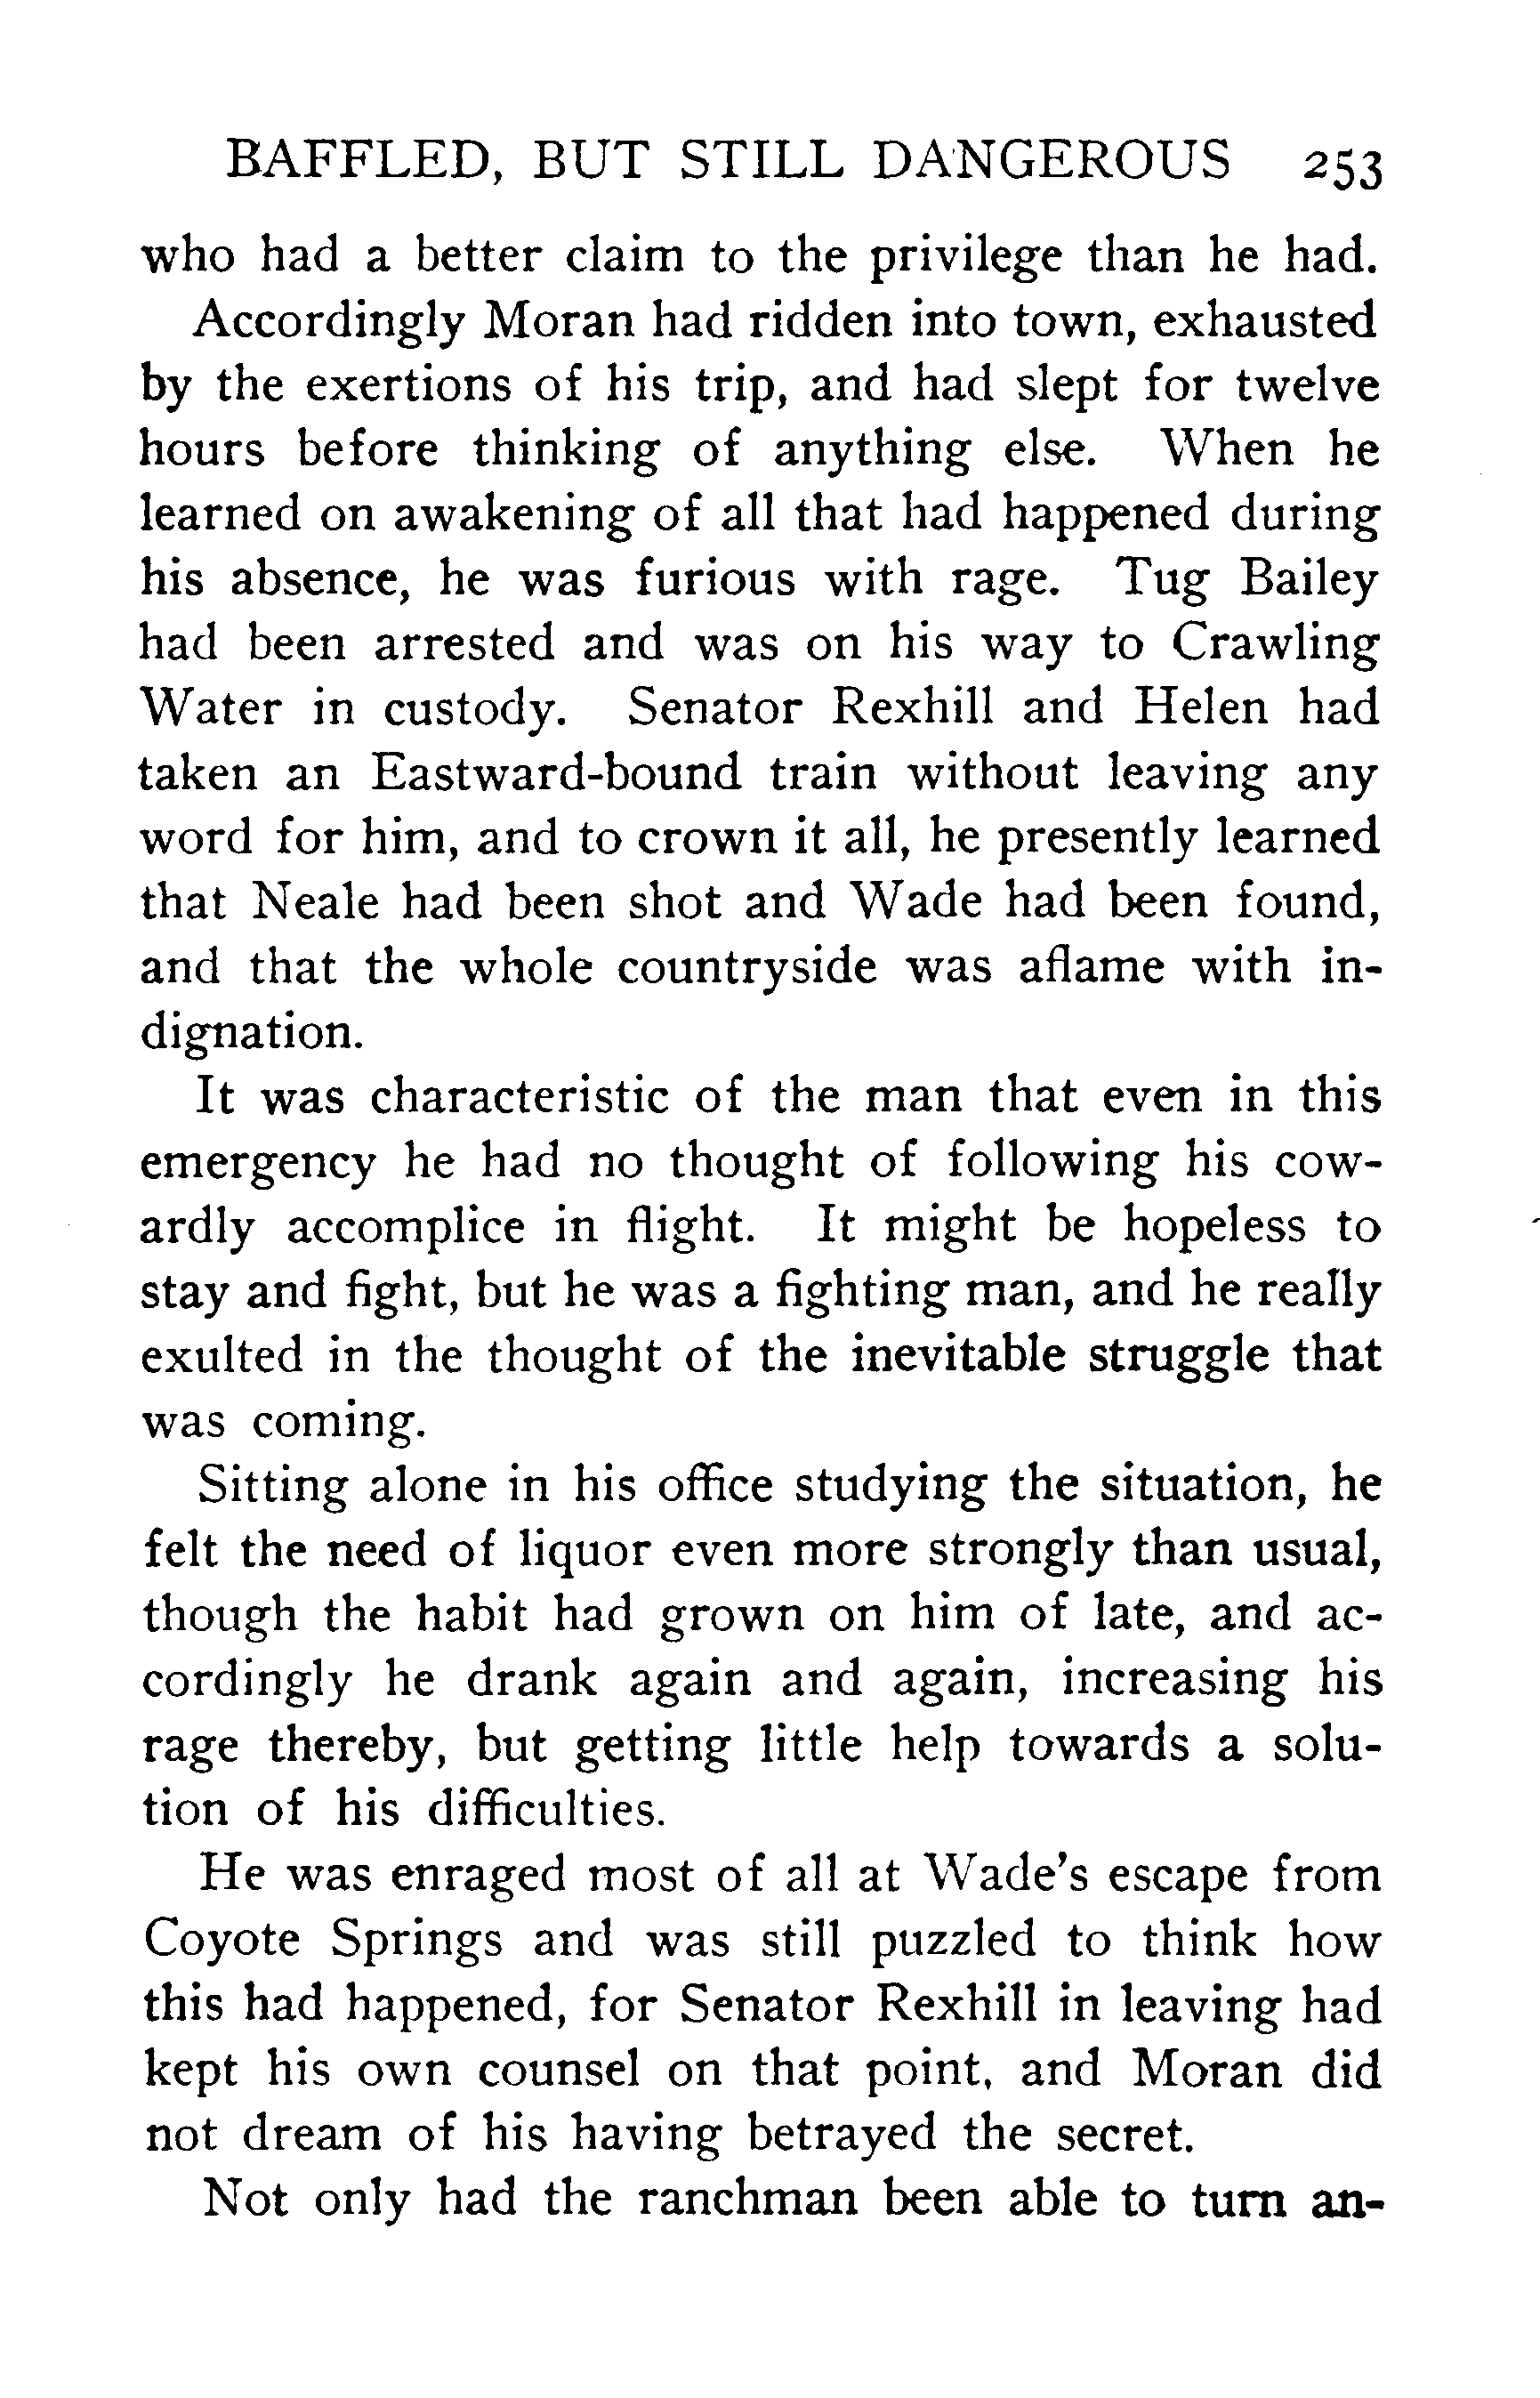 BAFFLED, BUT STILL DANGEROUS 253
who had a better claim to the privilege than he had.
Accordingly Moran had ridden into town, exhausted
by the exertions of his trip, and had slept for twelve
hours before thinking of anything else. When he
learned on awakening of all that had happened during
his absence, he was furious with rage. Tug Bailey
had been arrested and was on his way to Crawling
Water in custody. Senator Rexhill and Helen had
taken an Eastward-bound train without leaving any
word for him, and to crown it all, he presently learned
that Neale had been shot and Wade had been found,
and that the whole countryside was aflame with in-
dignation.
It was characteristic of the man that even in this
emergency he had no thought of following his cow-
ardly accomplice in flight. It might be hopeless to
stay and fight, but he was a fighting man, and he really
exulted in the thought of the inevitable struggle that
was coming.
Sitting alone in his office studying the situation, he
felt the need of liquor even more strongly than usual,
though the habit had grown on him of late, and ac-
cordingly he drank again and again, increasing his
rage thereby, but getting little help towards a solu-
tion of his difficulties.
He was enraged most of all at Wade's escape from
Coyote Springs and was still puzzled to think how
this had happened, for Senator Rexhill in leaving had
kept his own counsel on that point, and Moran did
not dream of his having betrayed the secret.
Not only had the ranchman been able to turn an-